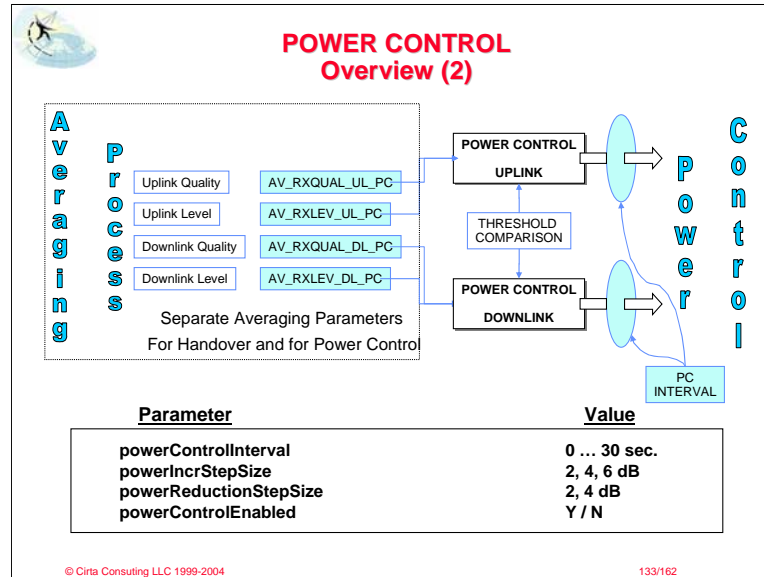 POWER CONTROL
Overview (2)
Averaging
Process
Uplink Quality
AV_RXQUAL_UL_PC
Uplink Level
AV_RXLEV_UL_PC
Downlink Quality
AV_RXQUAL_DL_PC
Downlink Level
AV_RXLEV_DL_PC
Separate Averaging Parameters
For Handover and for Power Control
POWER CONTROL
UPLINK
THRESHOLD
COMPARISON
POWER CONTROL
DOWNLINK
Power
Control
PC
INTERVAL
Parameter Value
powerControlInterval 0 … 30 sec.
powerIncrStepSize 2, 4, 6 dB
powerReductionStepSize 2, 4 dB
powerControlEnabled Y / N
© Cirta Consuting LLC 1999-2004 133/162